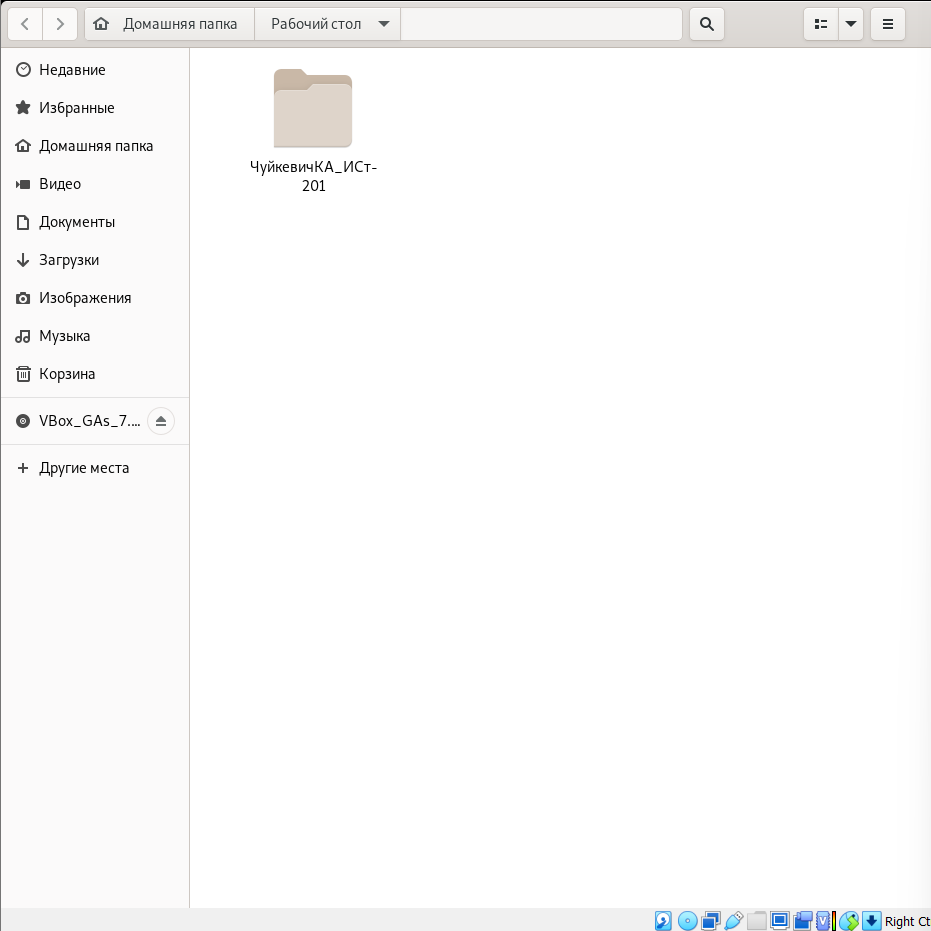 Домашняя папка
Рабочий стол
Недавние
Избранные
Домашняя папка
Видео
Документы
Загрузки
Изображения
Музыка
Корзина
VBox_GAs_7....
Другие места
ЧуйкевичКА_ИСт-
201
Right Ct